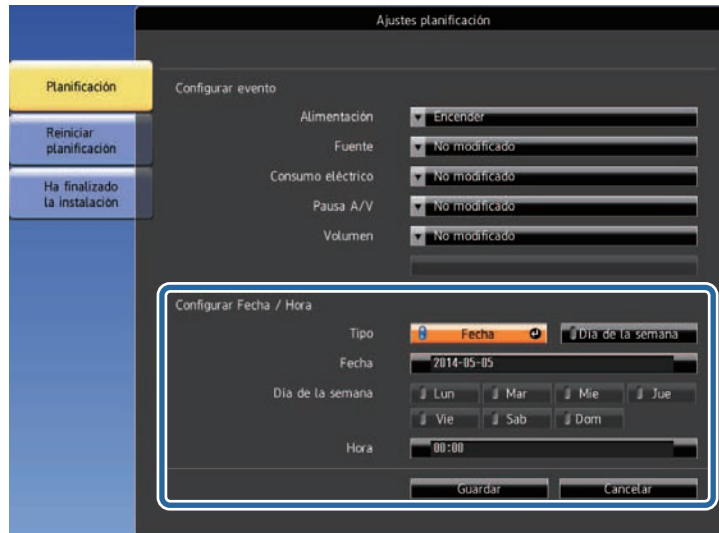 Ajustes planificación
Planificación
Reiniciar
planificación
Ha finalizado
la instalación
Configurar evento
Alimentación Encender
Fuente No modificado
Consumo eléctrico No modificado
Pausa A/V No modificado
Volumen No modificado
Configurar Fecha / Hora
Tipo Fecha Día de la semana
Fecha 2014-05-05
Día de la semana Lun Mar Mie Jue
Vie Sab Dom
Hora 00:00
Guardar Cancelar